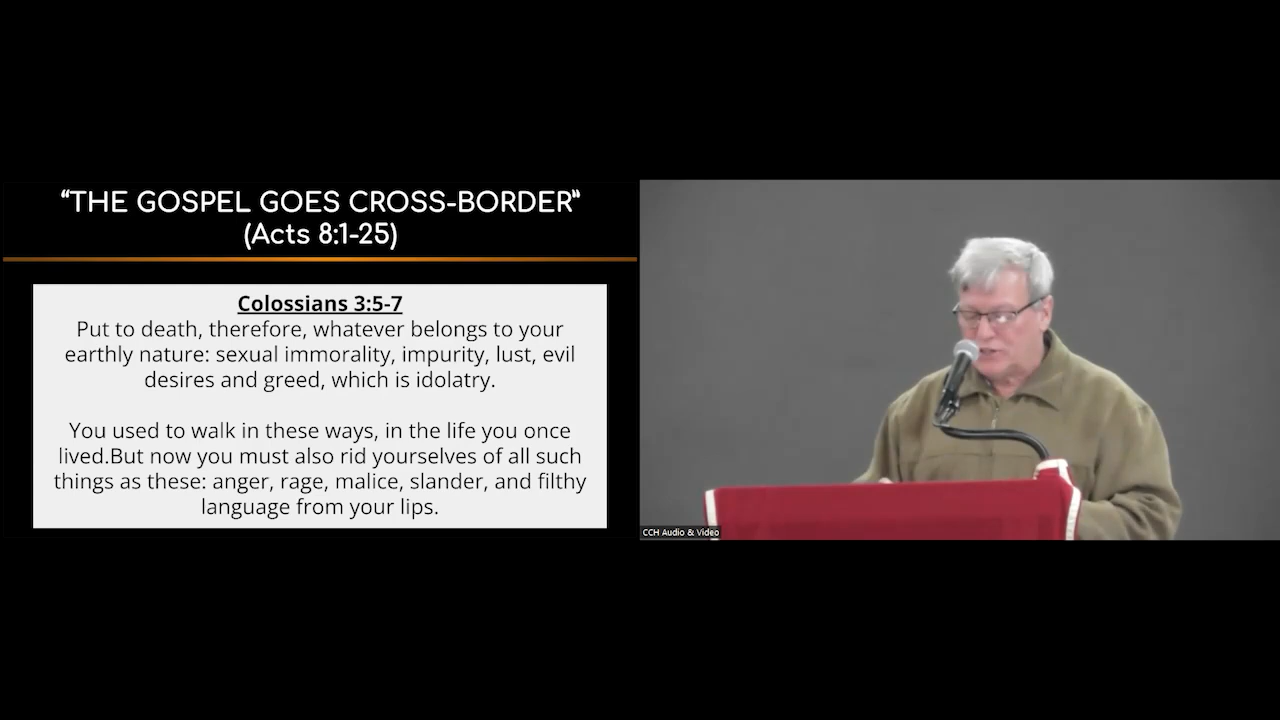 “THE GOSPEL GOES CROSS-BORDER”
(Acts 8:1-25)
Colossians 3:5-7
Put to death, therefore, whatever belongs to your
earthly nature: sexual immorality, impurity, lust, evil
desires and greed, which is idolatry.
You used to walk in these ways, in the life you once
lived.But now you must also rid yourselves of all such
things as these: anger, rage, malice, slander, and filthy
language from your lips.
CCH Audio & Video